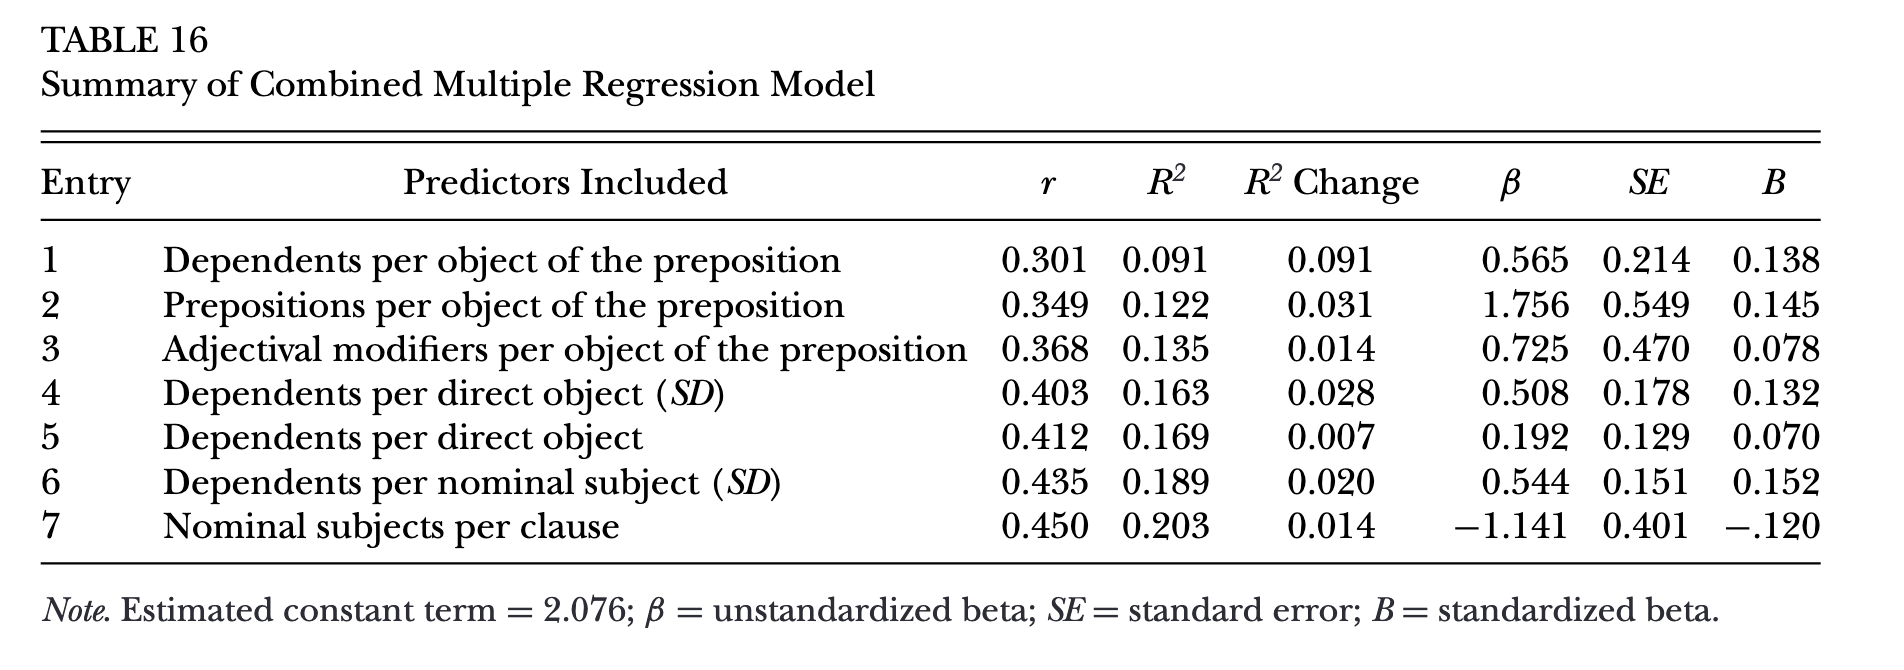 TABLE 16
Summary of Combined Multiple Regression Model
Entry Predictors Included r R² R² Change β SE B
1 Dependents per object of the preposition 0.301 0.091 0.091 0.565 0.214 0.138
2 Prepositions per object of the preposition 0.349 0.122 0.031 1.756 0.549 0.145
3 Adjectival modifiers per object of the preposition 0.368 0.135 0.014 0.725 0.470 0.078
4 Dependents per direct object (SD) 0.403 0.163 0.028 0.508 0.178 0.132
5 Dependents per direct object 0.412 0.169 0.007 0.192 0.129 0.070
6 Dependents per nominal subject (SD) 0.435 0.189 0.020 0.544 0.151 0.152
7 Nominal subjects per clause 0.450 0.203 0.014 −1.141 0.401 −.120
Note. Estimated constant term = 2.076; β = unstandardized beta; SE = standard error; B = standardized beta.